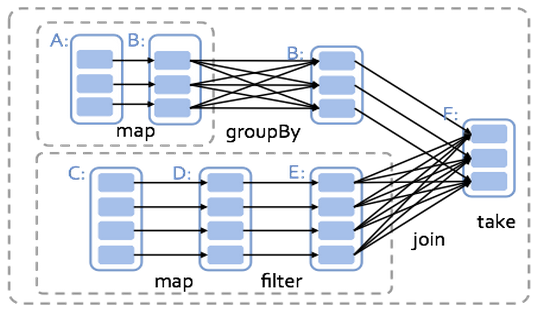 A: B:
B:
map
groupBy
F:
C: D: E:
take
join
map
filter